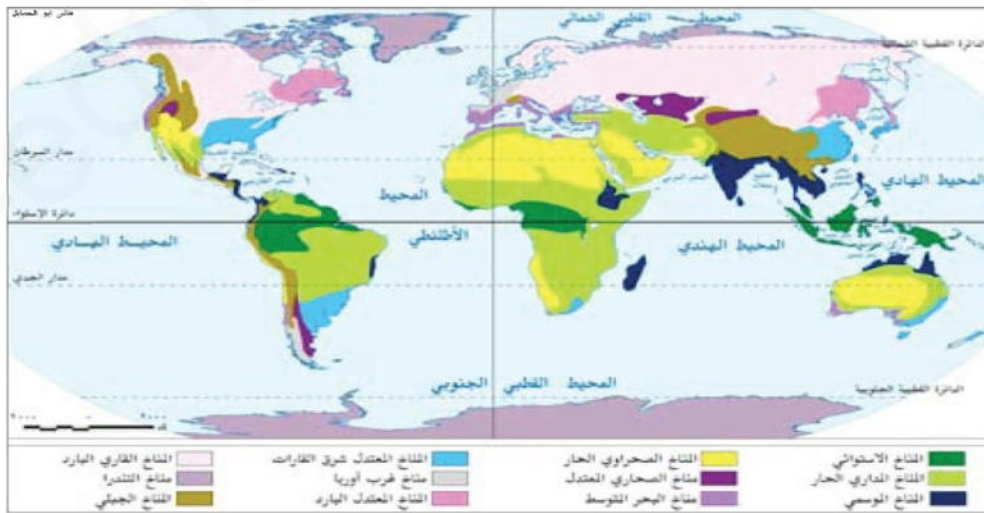 المحيط القطبي الشمالي
الدائرة القطبية الشمالية
مدار السرطان
المحيط الهادي
المحيط
الأطلنطي
دائرة الإستواء
المحيط الهندي
المحيط الهادي
مدار الجدي
المحيط القطبي الجنوبي
الدائرة القطبية الجنوبية
المناخ الاستوائي
المناخ الصحراوي الحار
المناخ المعتدل شرق القارات
المناخ القاري البارد
المناخ المداري الحار
مناخ الصحاري المعتدل
مناخ غرب أوربا
مناخ التندرا
المناخ الموسمي
مناخ البحر المتوسط
المناخ المعتدل البارد
المناخ الجبلي